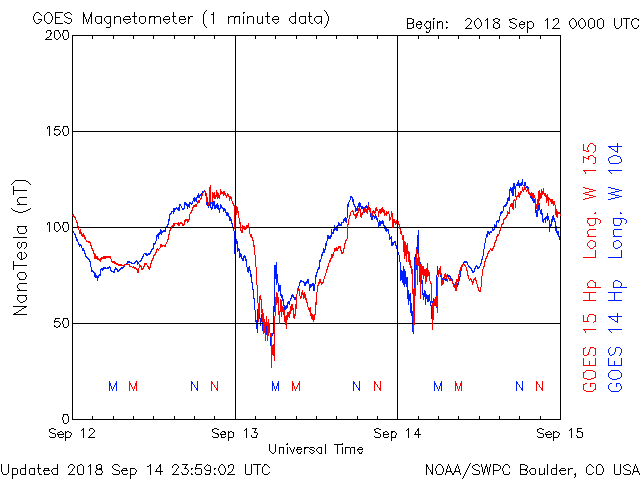 GOES Magnetometer (1 minute data)
Begin: 2018 Sep 12 0000 UTC
200
150
100
50
0
NanoTesla (nT)
M M N N M M N N M M N N
Sep 12 Sep 13 Sep 14 Sep 15
Universal Time
GOES 15 Hp Long. W 135
GOES 14 Hp Long. W 104
Updated 2018 Sep 14 23:59:02 UTC
NOAA/SWPC Boulder, CO USA